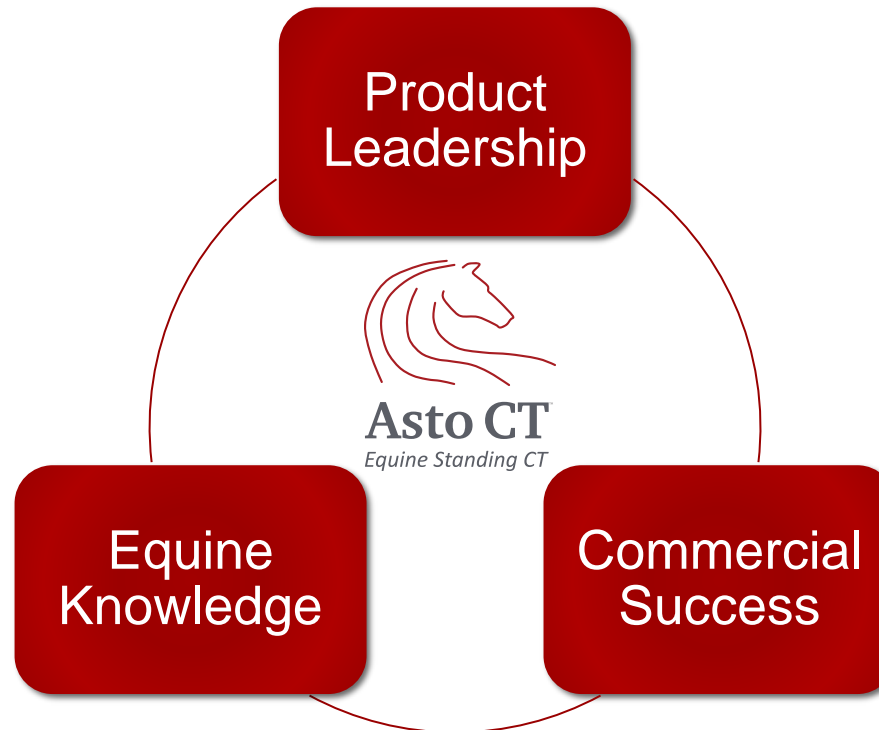 Product
Leadership
Asto CT
Equine Standing CT
Equine
Knowledge
Commercial
Success